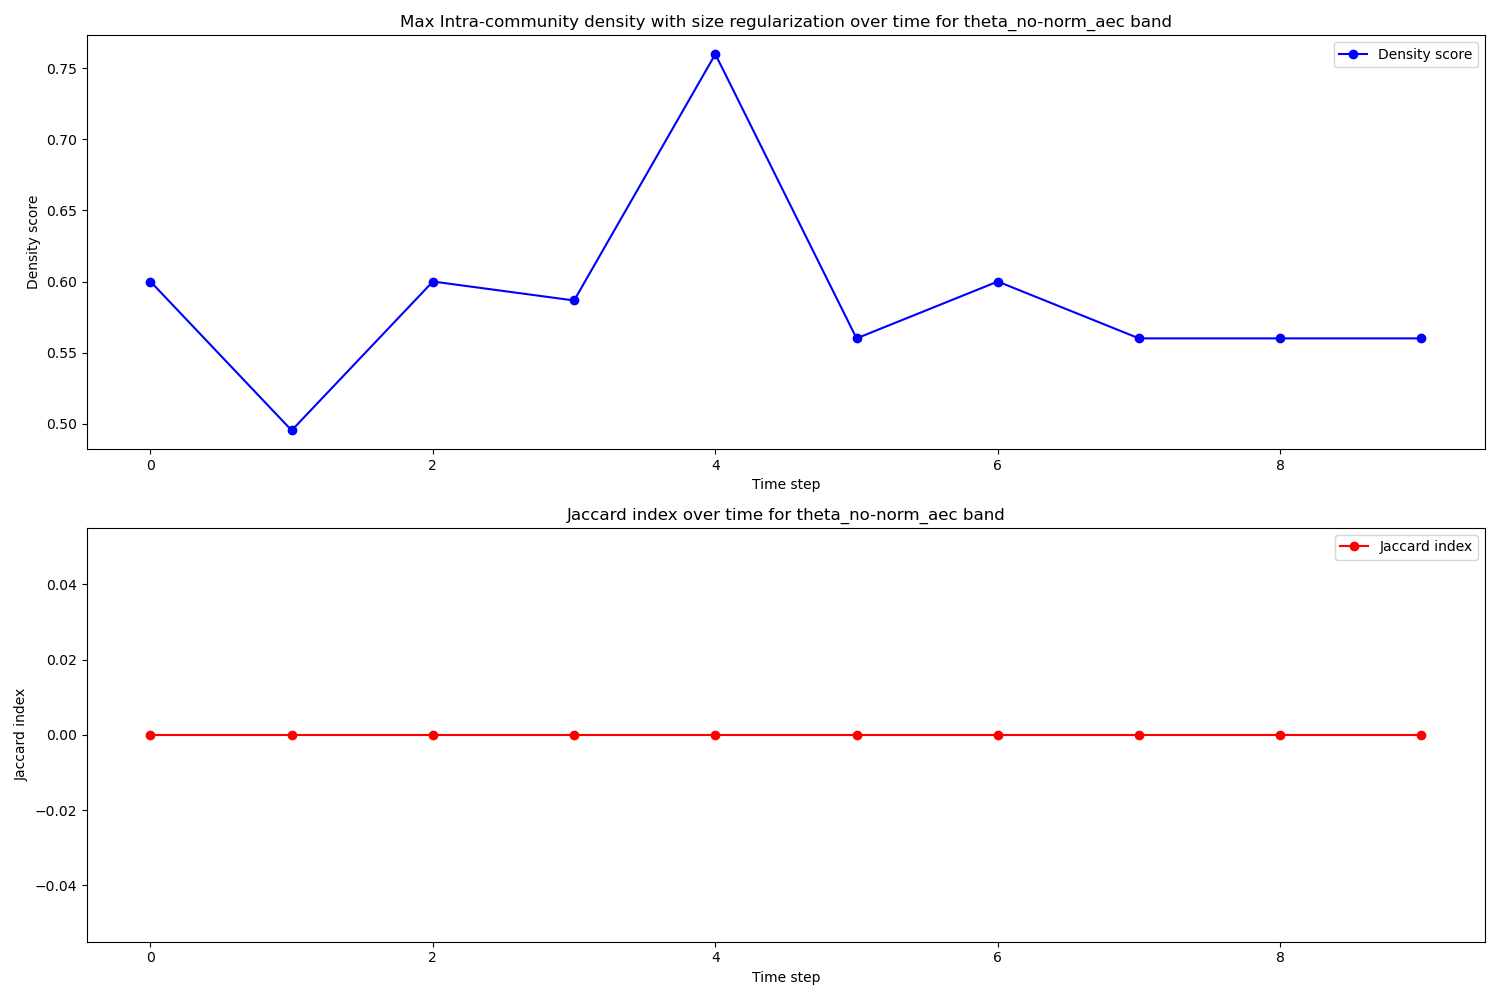 Max Intra-community density with size regularization over time for theta_no-norm_aec band
Density score
0.75
0.70
0.65
0.60
0.55
0.50
Density score
0 2 4 6 8
Time step
Jaccard index over time for theta_no-norm_aec band
Jaccard index
0.04
0.02
0.00
−0.02
−0.04
Jaccard index
0 2 4 6 8
Time step